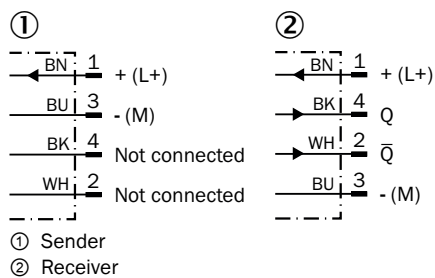 ① ②
BN 1 + (L+)
BU 3 - (M)
BK 4 Not connected
WH 2 Not connected
BN 1 + (L+)
BK 4 Q
WH 2 Q̅
BU 3 - (M)
① Sender
② Receiver